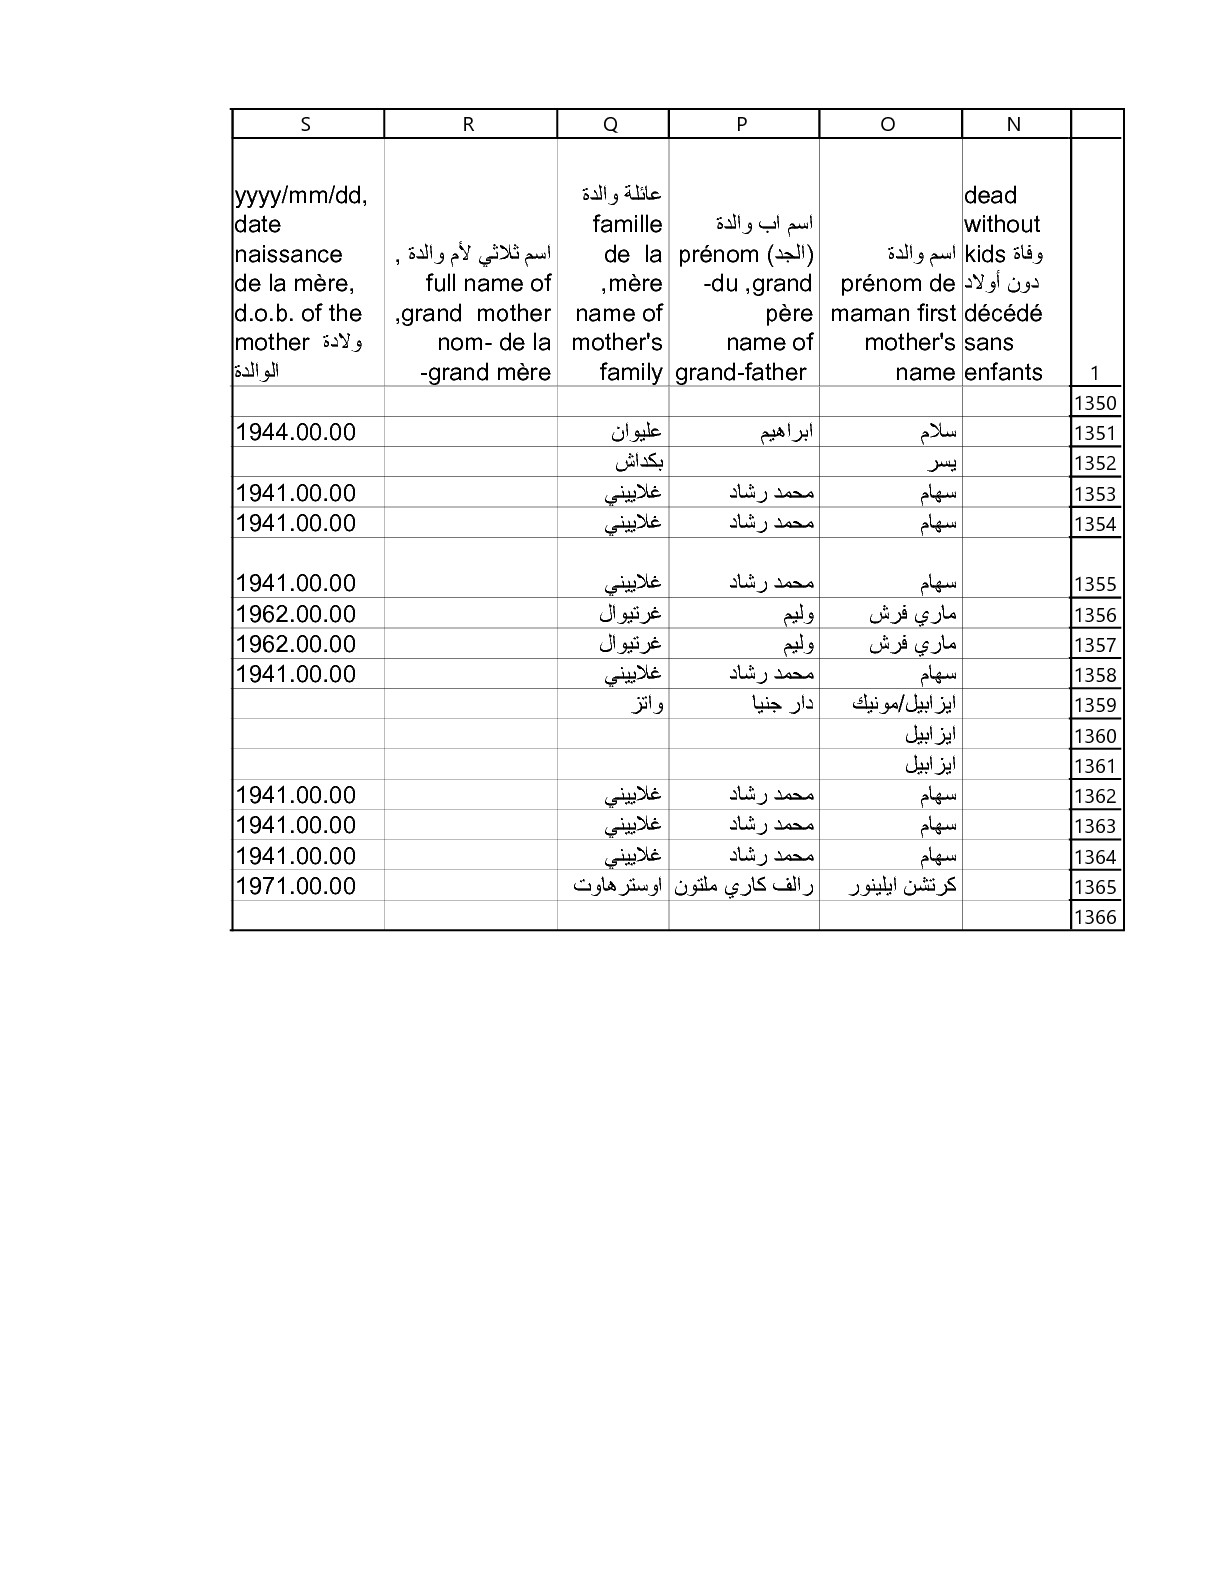 S R Q P O N
yyyy/mm/dd,
date
naissance
de la mère,
d.o.b. of the
mother ولادة
الوالدة
اسم ثلاثي لأم والدة ,
full name of
grand mother,
nom- de la
grand mère-
عائلة والدة
famille
de la
mère,
name of
mother's
family
اسم اب والدة
(الجد) prénom
du ,grand-
père
name of
grand-father
اسم والدة
prénom de
maman first
mother's
name
dead
without
kids وفاة
دون أولاد
décédé
sans
enfants
1
1350
1944.00.00 عليوان ابراهيم سلام 1351
بكداش يسر 1352
1941.00.00 غلاييني محمد رشاد سهام 1353
1941.00.00 غلاييني محمد رشاد سهام 1354
1941.00.00 غلاييني محمد رشاد سهام 1355
1962.00.00 غرتيوال وليم ماري فرش 1356
1962.00.00 غرتيوال وليم ماري فرش 1357
1941.00.00 غلاييني محمد رشاد سهام 1358
واتز دار جنيا ايزابيل/مونيك 1359
ايزابيل 1360
ايزابيل 1361
1941.00.00 غلاييني محمد رشاد سهام 1362
1941.00.00 غلاييني محمد رشاد سهام 1363
1941.00.00 غلاييني محمد رشاد سهام 1364
1971.00.00 اوسترهاوت رالف كاري ملتون كرتشن ايلينور 1365
1366